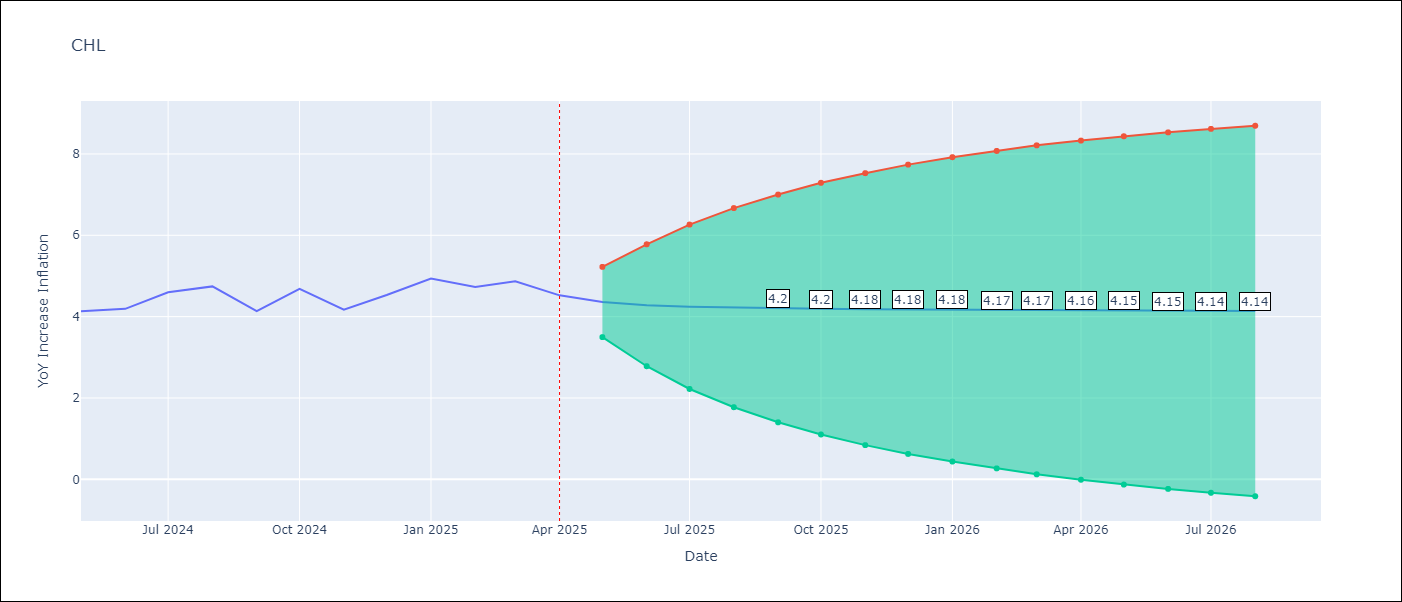 CHL
YoY Increase Inflation
8
6
4
2
0
4.2 4.2 4.18 4.18 4.18 4.17 4.17 4.16 4.15 4.15 4.14 4.14
Jul 2024 Oct 2024 Jan 2025 Apr 2025 Jul 2025 Oct 2025 Jan 2026 Apr 2026 Jul 2026
Date